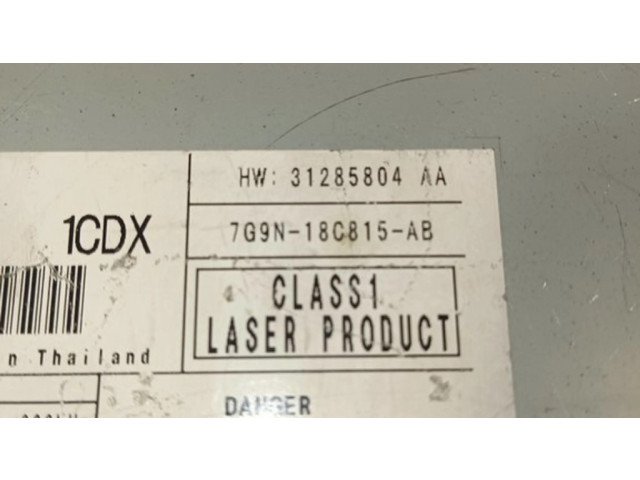 HW: 31285804 AA
1CDX
7G9N-18C815-AB
CLASS1
LASER PRODUCT
n Thailand
DANGER